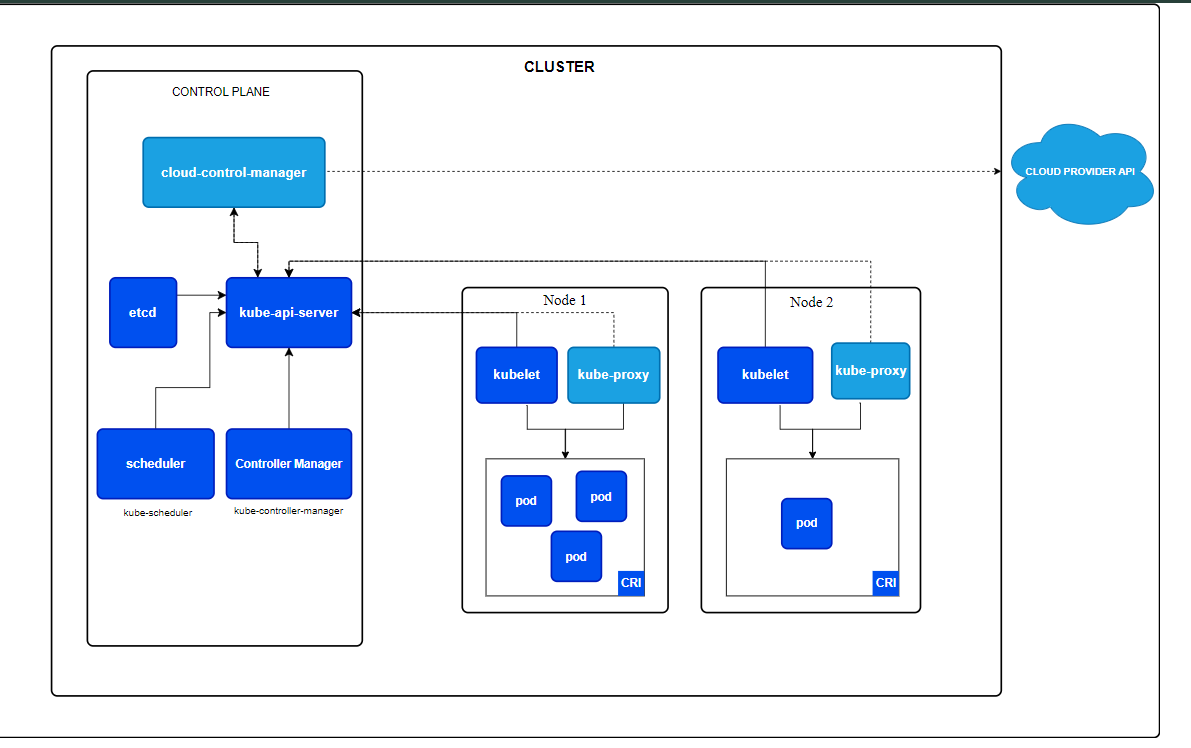 CLUSTER
CONTROL PLANE
cloud-control-manager
CLOUD PROVIDER API
etcd
kube-api-server
scheduler
kube-scheduler
Controller Manager
kube-controller-manager
Node 1
kubelet
kube-proxy
pod
pod
pod
CRI
Node 2
kubelet
kube-proxy
pod
CRI